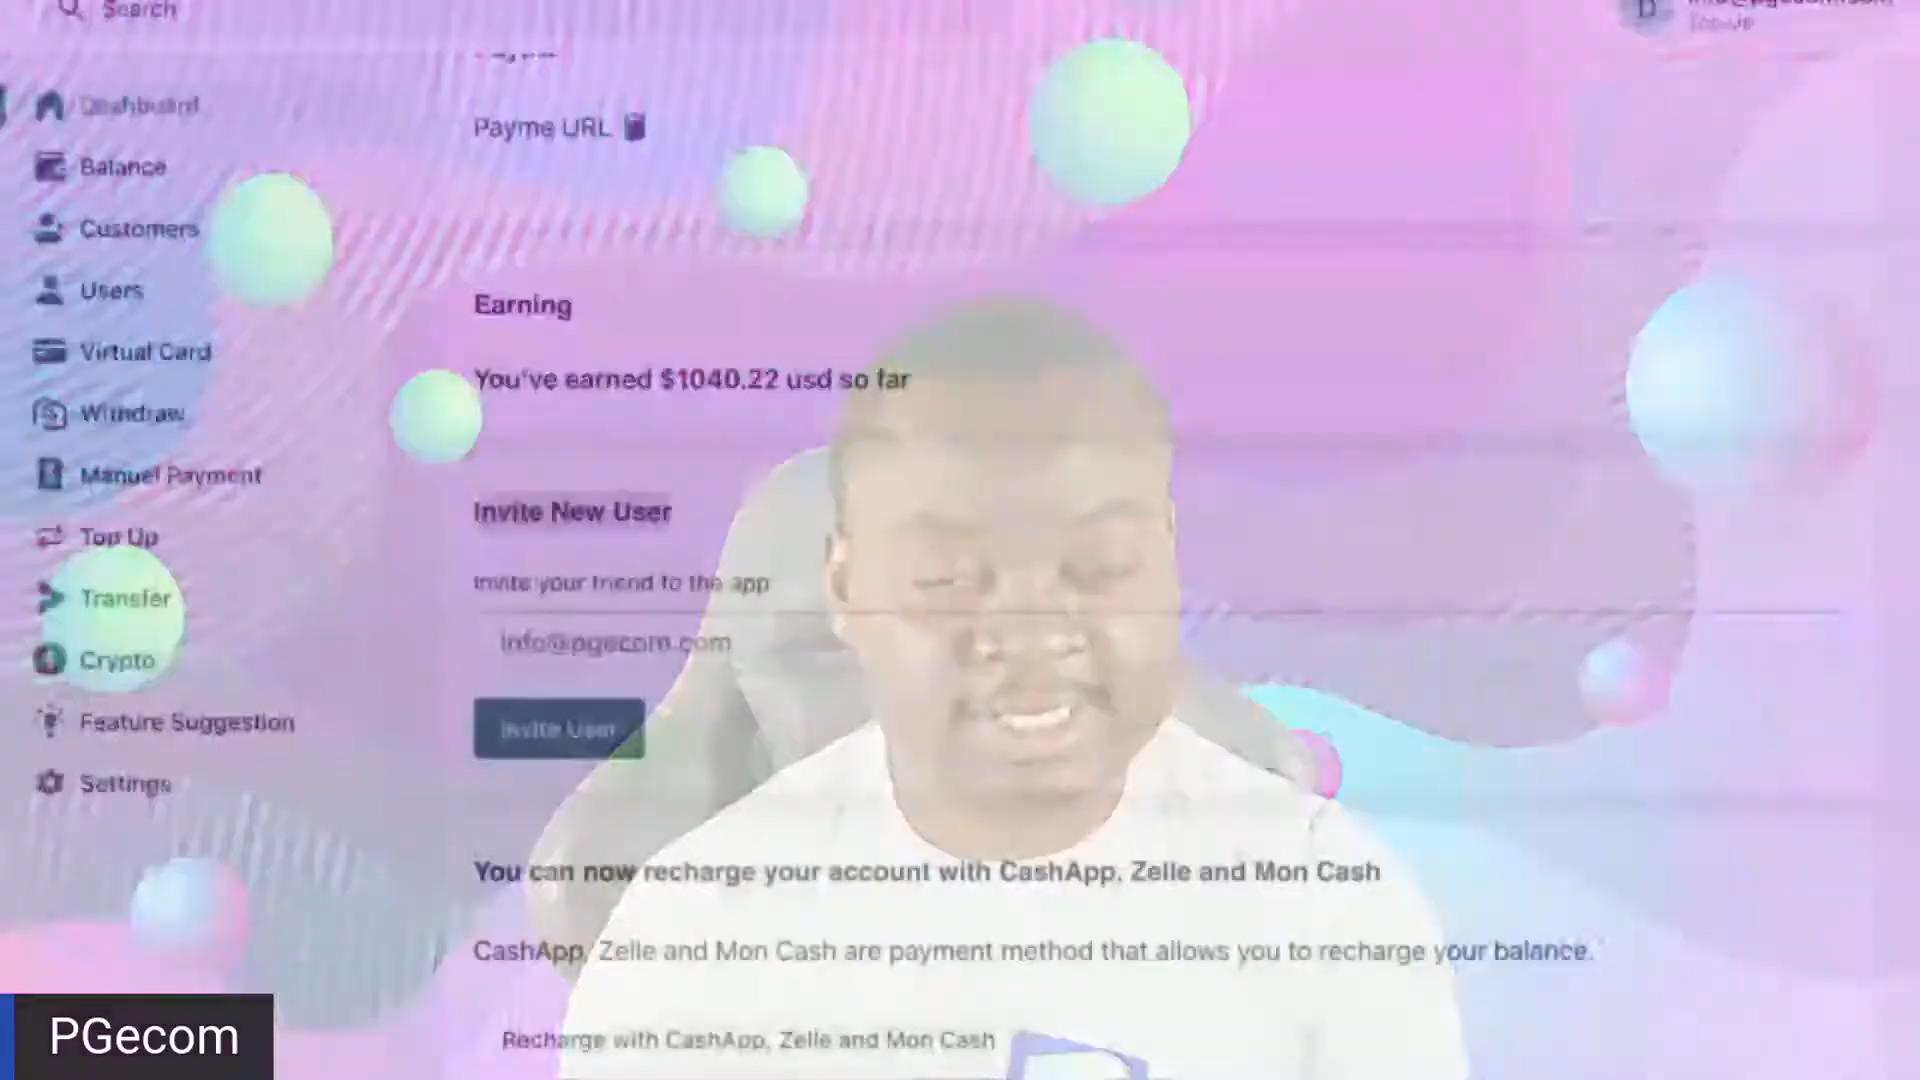 Search
Top-Up
Dashboard
Balance
Customers
Users
Virtual Card
Withdraw
Manuel Payment
Top Up
Transfer
Crypto
Feature Suggestion
Settings
Payme URL
Earning
You've earned $1040.22 usd so far
Invite New User
Invite your friend to the app
info@pgecom.com
Invite User
You can now recharge your account with CashApp, Zelle and Mon Cash
CashApp, Zelle and Mon Cash are payment method that allows you to recharge your balance.
Recharge with CashApp, Zelle and Mon Cash
PGecom